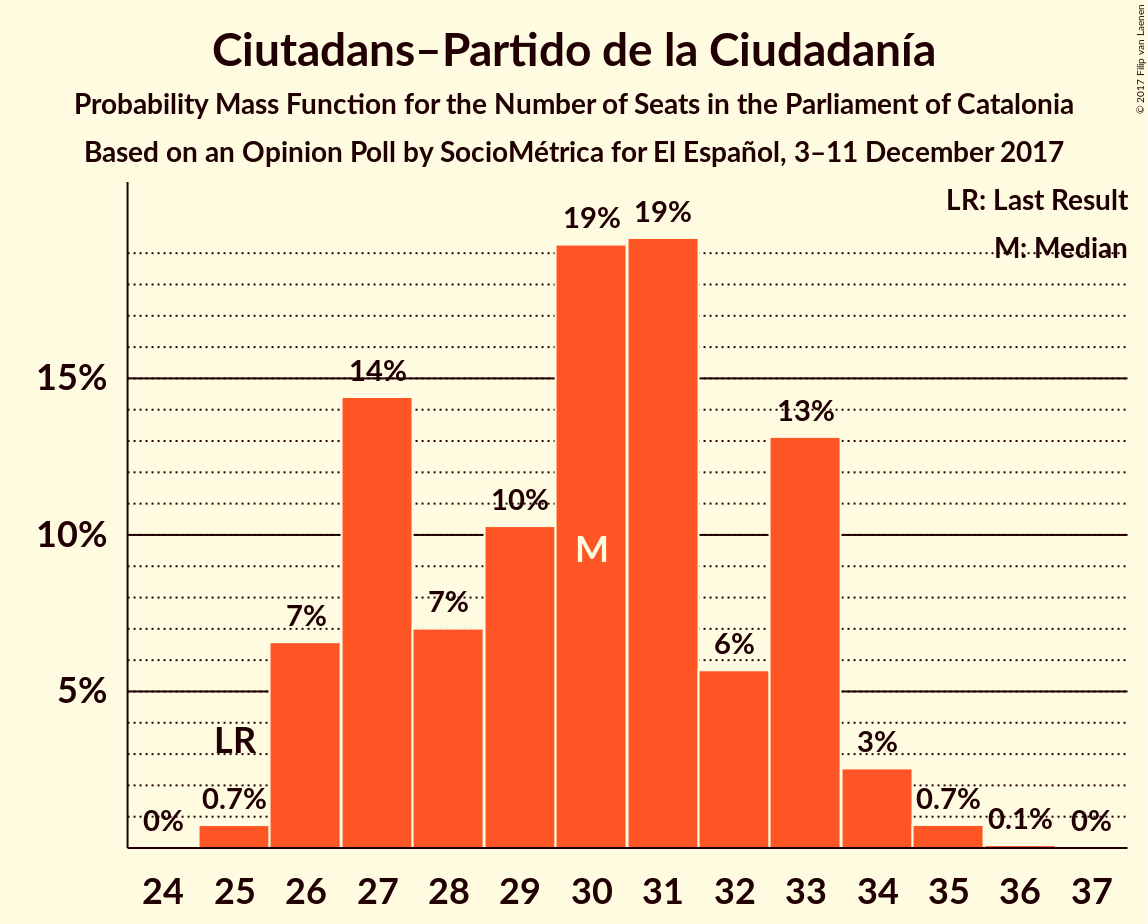 Ciutadans–Partido de la Ciudadanía
Probability Mass Function for the Number of Seats in the Parliament of Catalonia
Based on an Opinion Poll by SocioMétrica for El Español, 3–11 December 2017
© 2017 Filip van Laenen
LR: Last Result
M: Median
19% 19%
15% 14%
13%
10%
10% M
7% 7%
6%
5%
LR 3%
0% 0.7% 0.7% 0.1% 0%
24 25 26 27 28 29 30 31 32 33 34 35 36 37